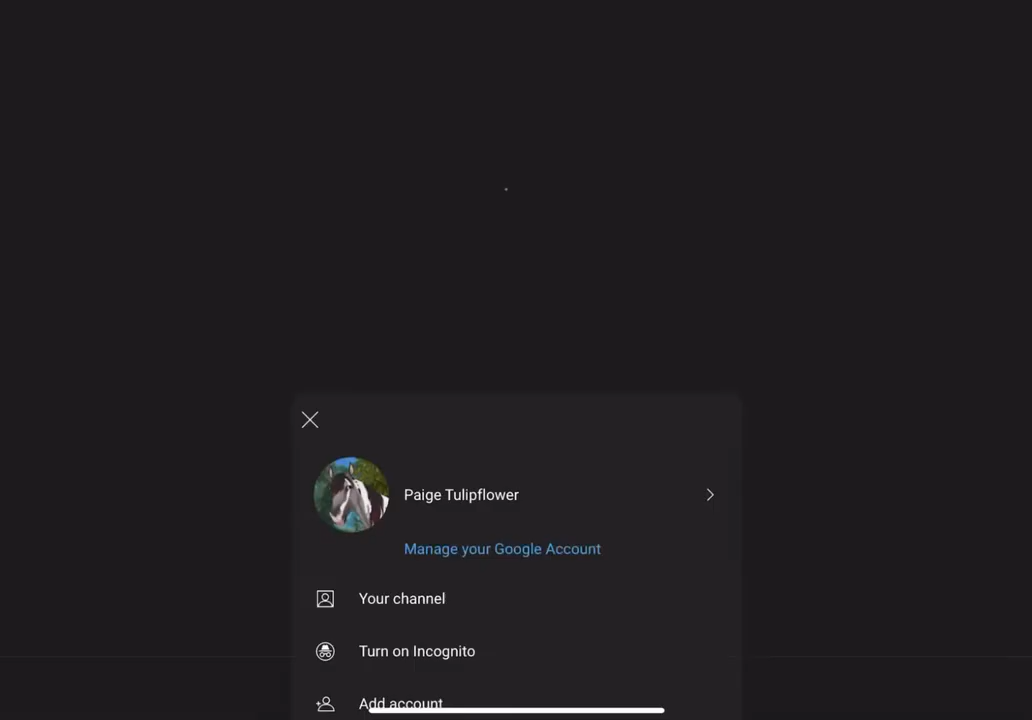 Paige Tulipflower
Manage your Google Account
Your channel
Turn on Incognito
Add account